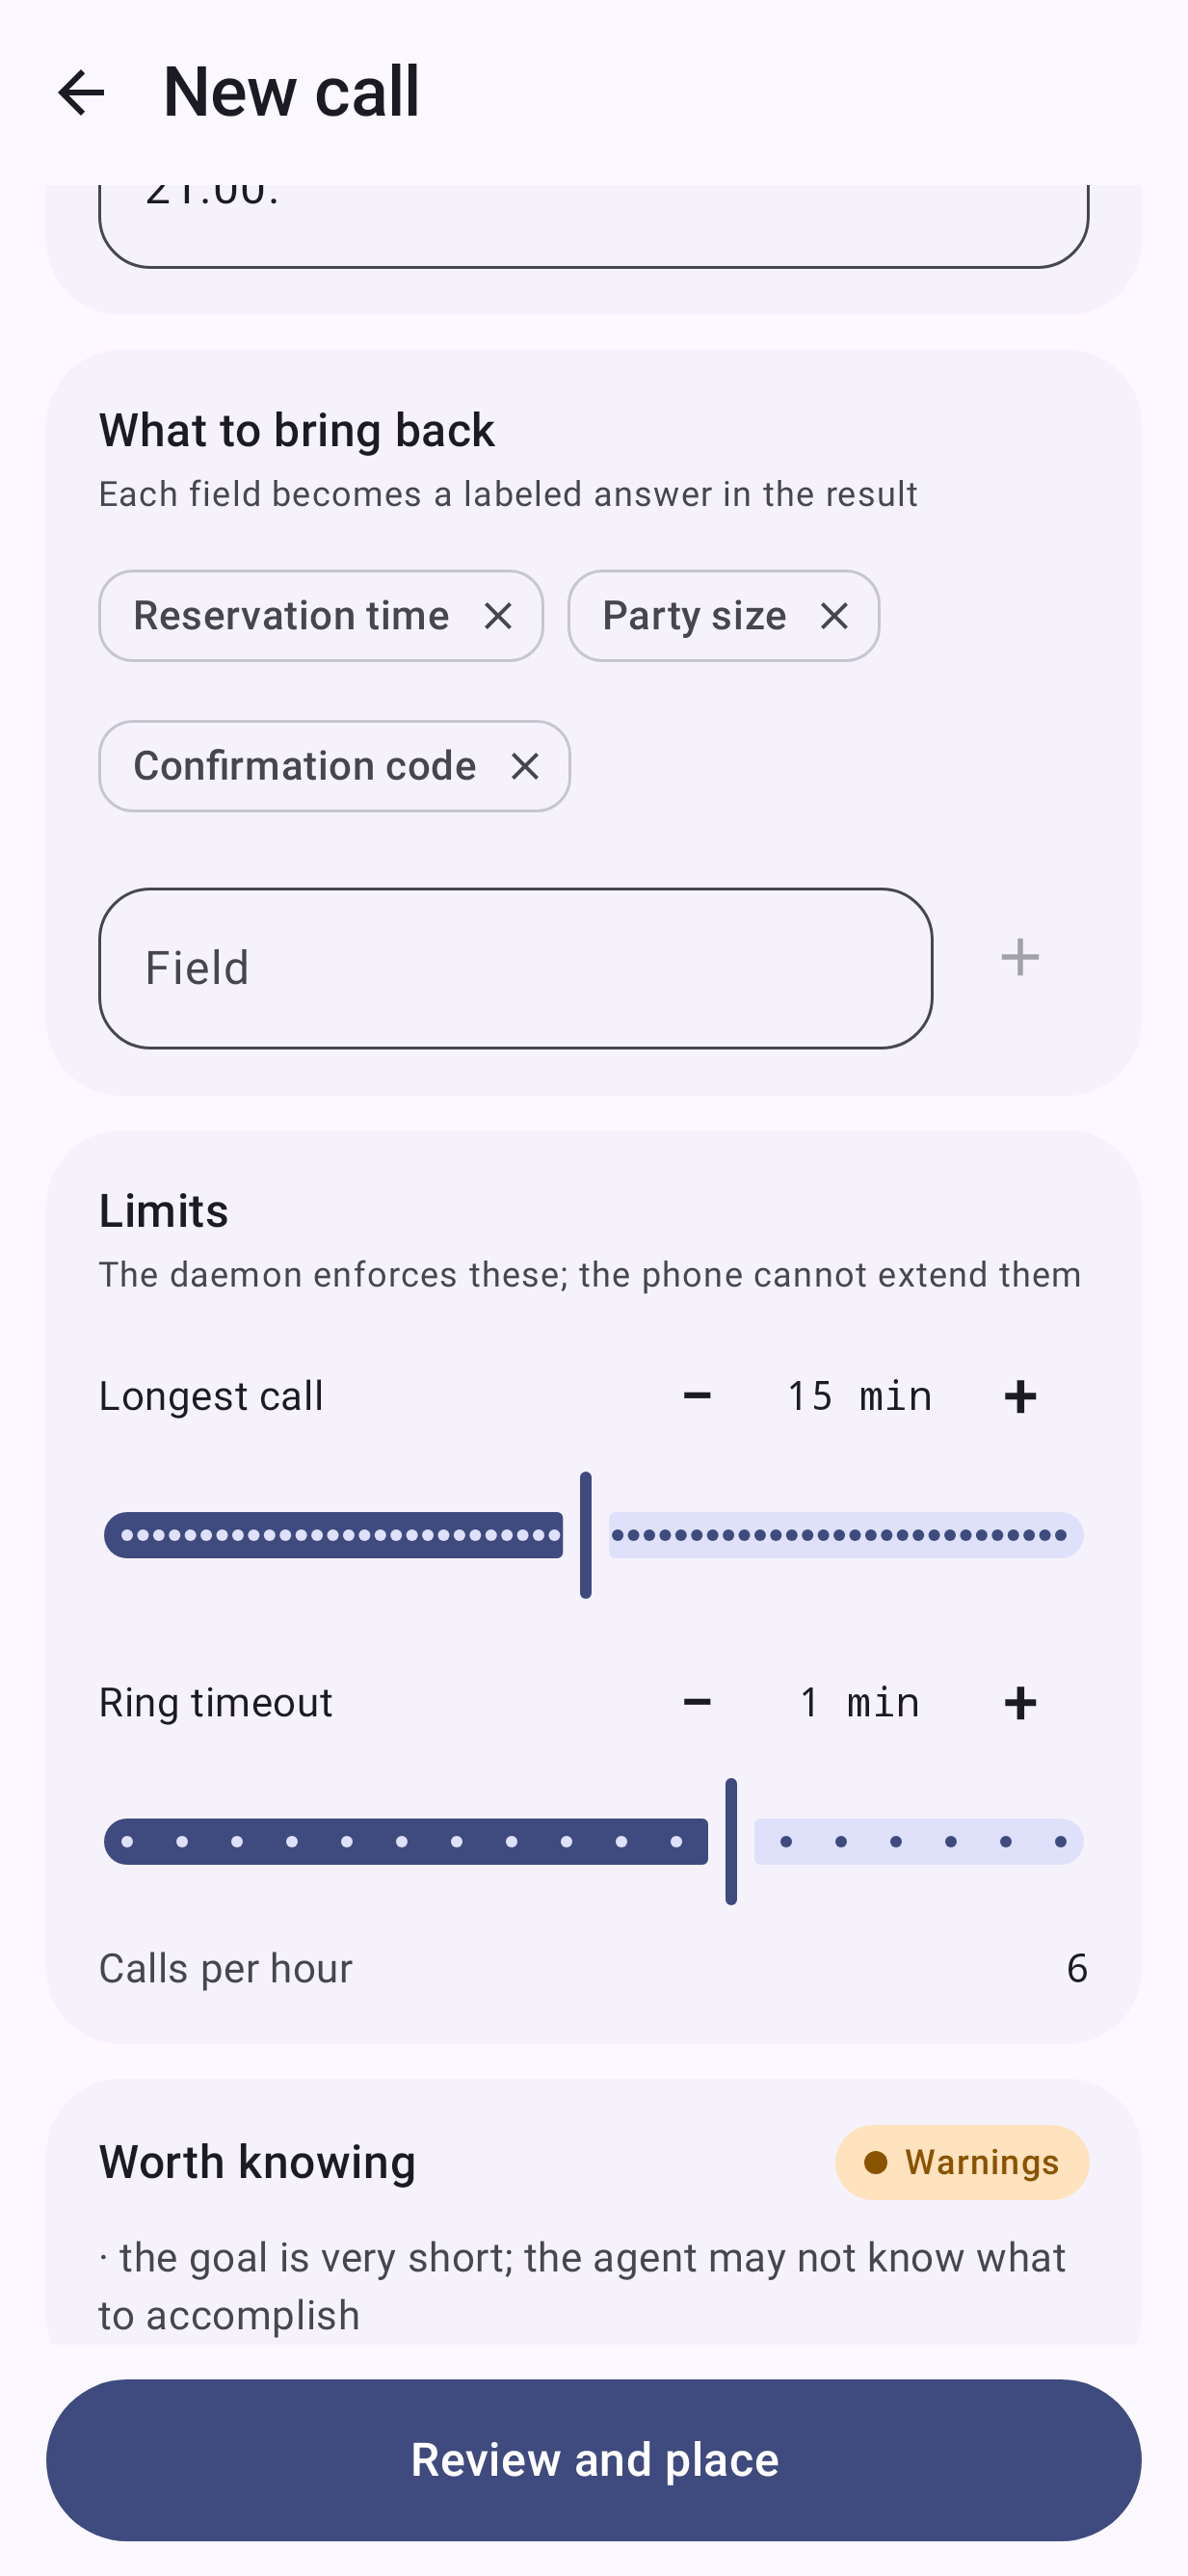 New call
21:00.
What to bring back
Each field becomes a labeled answer in the result
Reservation time
Party size
Confirmation code
Field
Limits
The daemon enforces these; the phone cannot extend them
Longest call
15 min
Ring timeout
1 min
Calls per hour
6
Worth knowing
Warnings
· the goal is very short; the agent may not know what
to accomplish
Review and place